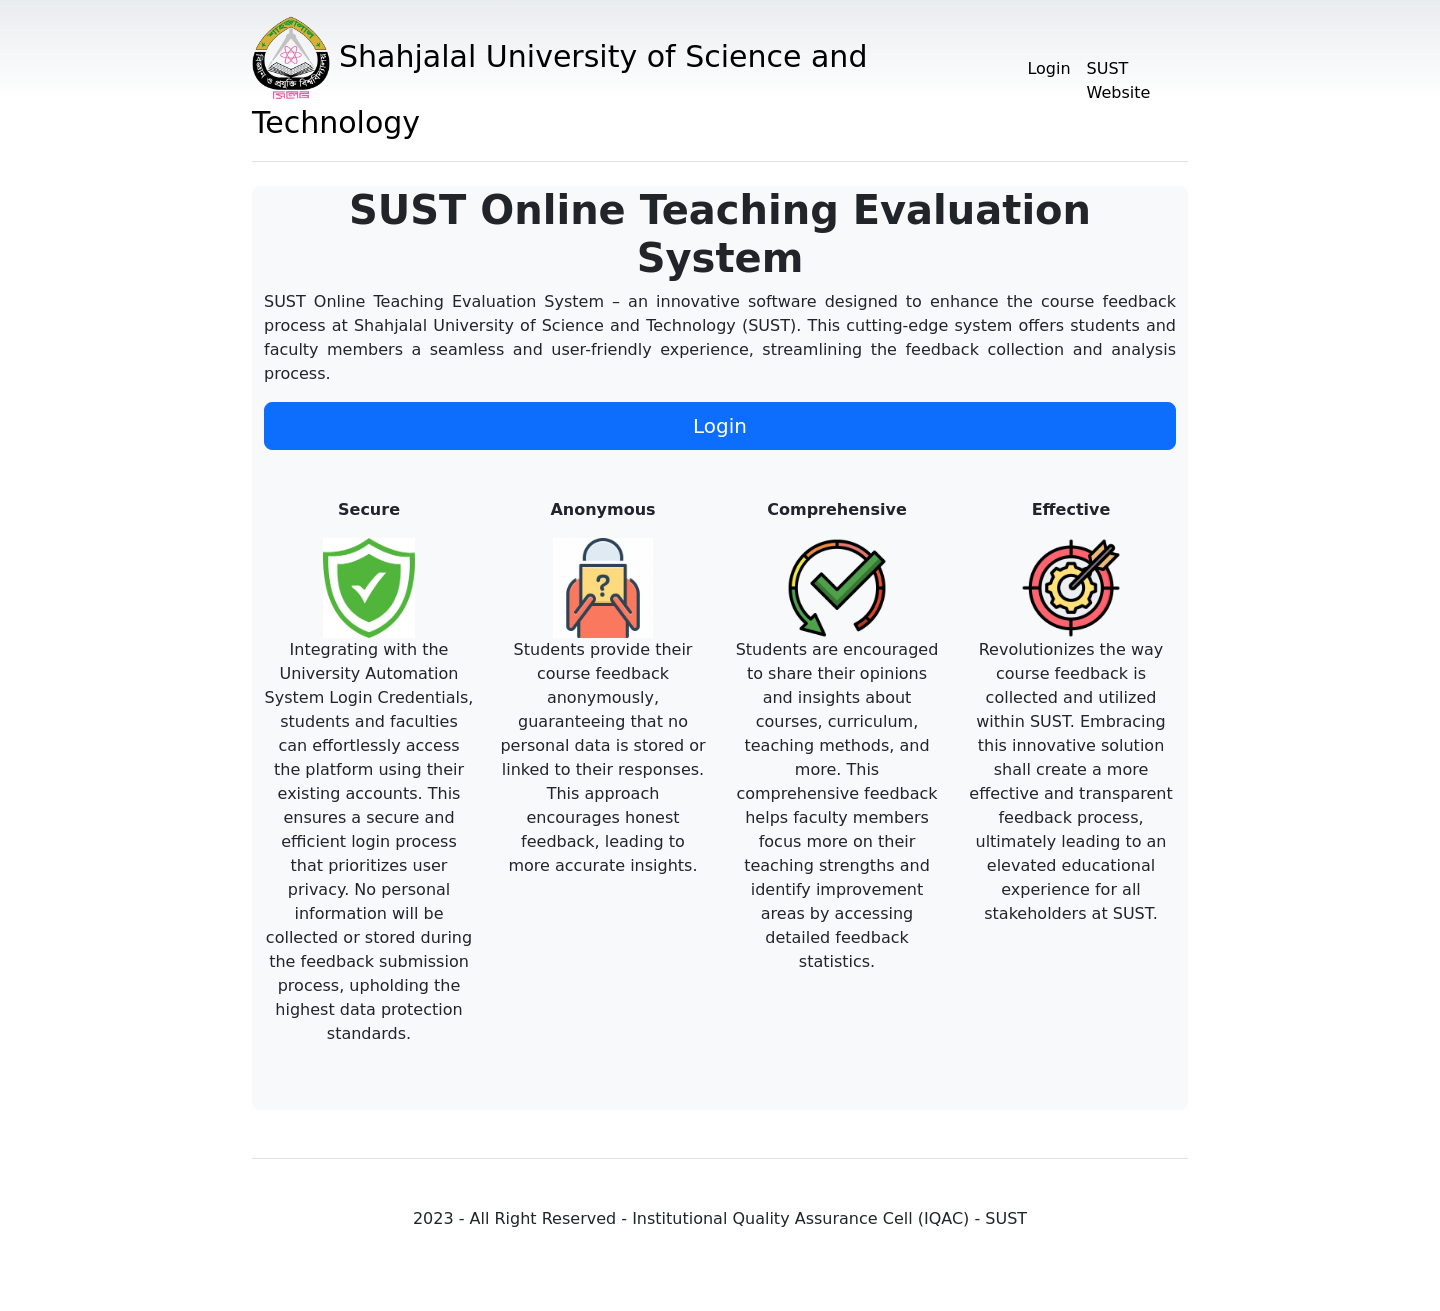 শাহজালাল
বিজ্ঞান ও প্রযুক্তি বিশ্ববিদ্যালয়
Shahjalal University of Science and
Technology
Login
SUST
Website
SUST Online Teaching Evaluation
System
SUST Online Teaching Evaluation System – an innovative software designed to enhance the course feedback
process at Shahjalal University of Science and Technology (SUST). This cutting-edge system offers students and
faculty members a seamless and user-friendly experience, streamlining the feedback collection and analysis
process.
Login
Secure
Integrating with the
University Automation
System Login Credentials,
students and faculties
can effortlessly access
the platform using their
existing accounts. This
ensures a secure and
efficient login process
that prioritizes user
privacy. No personal
information will be
collected or stored during
the feedback submission
process, upholding the
highest data protection
standards.
Anonymous
?
Students provide their
course feedback
anonymously,
guaranteeing that no
personal data is stored or
linked to their responses.
This approach
encourages honest
feedback, leading to
more accurate insights.
Comprehensive
Students are encouraged
to share their opinions
and insights about
courses, curriculum,
teaching methods, and
more. This
comprehensive feedback
helps faculty members
focus more on their
teaching strengths and
identify improvement
areas by accessing
detailed feedback
statistics.
Effective
Revolutionizes the way
course feedback is
collected and utilized
within SUST. Embracing
this innovative solution
shall create a more
effective and transparent
feedback process,
ultimately leading to an
elevated educational
experience for all
stakeholders at SUST.
2023 - All Right Reserved - Institutional Quality Assurance Cell (IQAC) - SUST